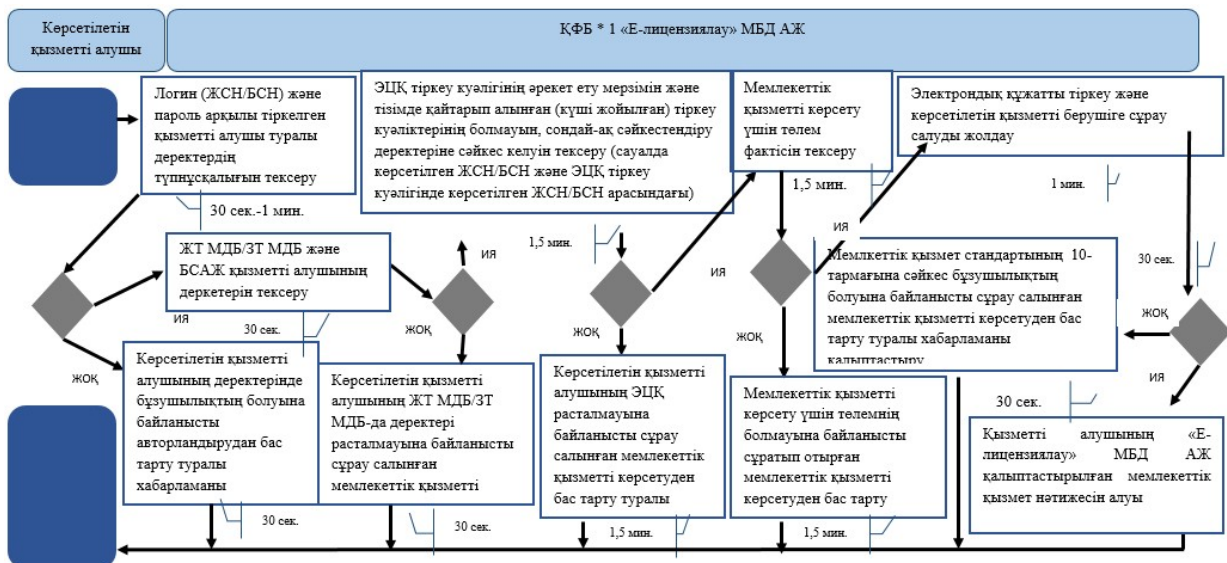 Көрсетілетін
қызметті алушы
ҚФБ * 1 «Е-лицензиялау» МБД АЖ
Логин (ЖСН/БСН) және
пароль арқылы тіркелген
қызметті алушы туралы
деректердің
түпнұсқалығын тексеру
30 сек.-1 мин.
ЭЦҚ тіркеу куәлігінің әрекет ету мерзімін және
тізімде қайтарып алынған (күші жойылған) тіркеу
куәліктерінің болмауын, сондай-ақ сәйкестендіру
деректеріне сәйкес келуін тексеру (сауалда
көрсетілген ЖСН/БСН және ЭЦҚ тіркеу
куәлігінде көрсетілген ЖСН/БСН арасындағы)
1,5 мин.
Мемлекеттік
қызметті көрсету
үшін төлем
фактісін тексеру
1,5 мин.
Электрондық құжатты тіркеу және
көрсетілетін қызметті берушіге сұрау
салуды жолдау
1 мин.
ЖТ МДБ/ЗТ МДБ және
БСАЖ қызметті алушының
деркетерін тексеру
30 сек.
ИЯ
ЖОҚ
ИЯ
ЖОҚ
ИЯ
ЖОҚ
ИЯ
ЖОҚ
30 сек.
ЖОҚ
ИЯ
Мемлкеттік қызмет стандартының 10-
тармағына сәйкес бұзушылықтың
болуына байланысты сұрау салынған
мемлекеттік қызметті көрсетуден бас
тарту туралы хабарламаны
қалыптастыру
30 сек.
Көрсетілетін қызметті
алушының деректерінде
бұзушылықтың болуына
байланысты
авторландырудан бас
тарту туралы
хабарламаны
30 сек.
Көрсетілетін қызметті
алушының ЖТ МДБ/ЗТ
МДБ-да деректері
расталмауына байланысты
сұрау салынған
мемлекеттік қызметті
30 сек.
Көрсетілетін қызметті
алушының ЭЦҚ
расталмауына
байланысты сұрау
салынған мемлекеттік
қызметті көрсетуден
бас тарту туралы
1,5 мин.
Мемлекеттік қызметті
көрсету үшін төлемнің
болмауына байланысты
сұратып отырған
мемлекеттік қызметті
көрсетуден бас тарту
1,5 мин.
Қызметті алушының «Е-
лицензиялау» МБД АЖ
қалыптастырылған мемлекеттік
қызмет нәтижесін алуы